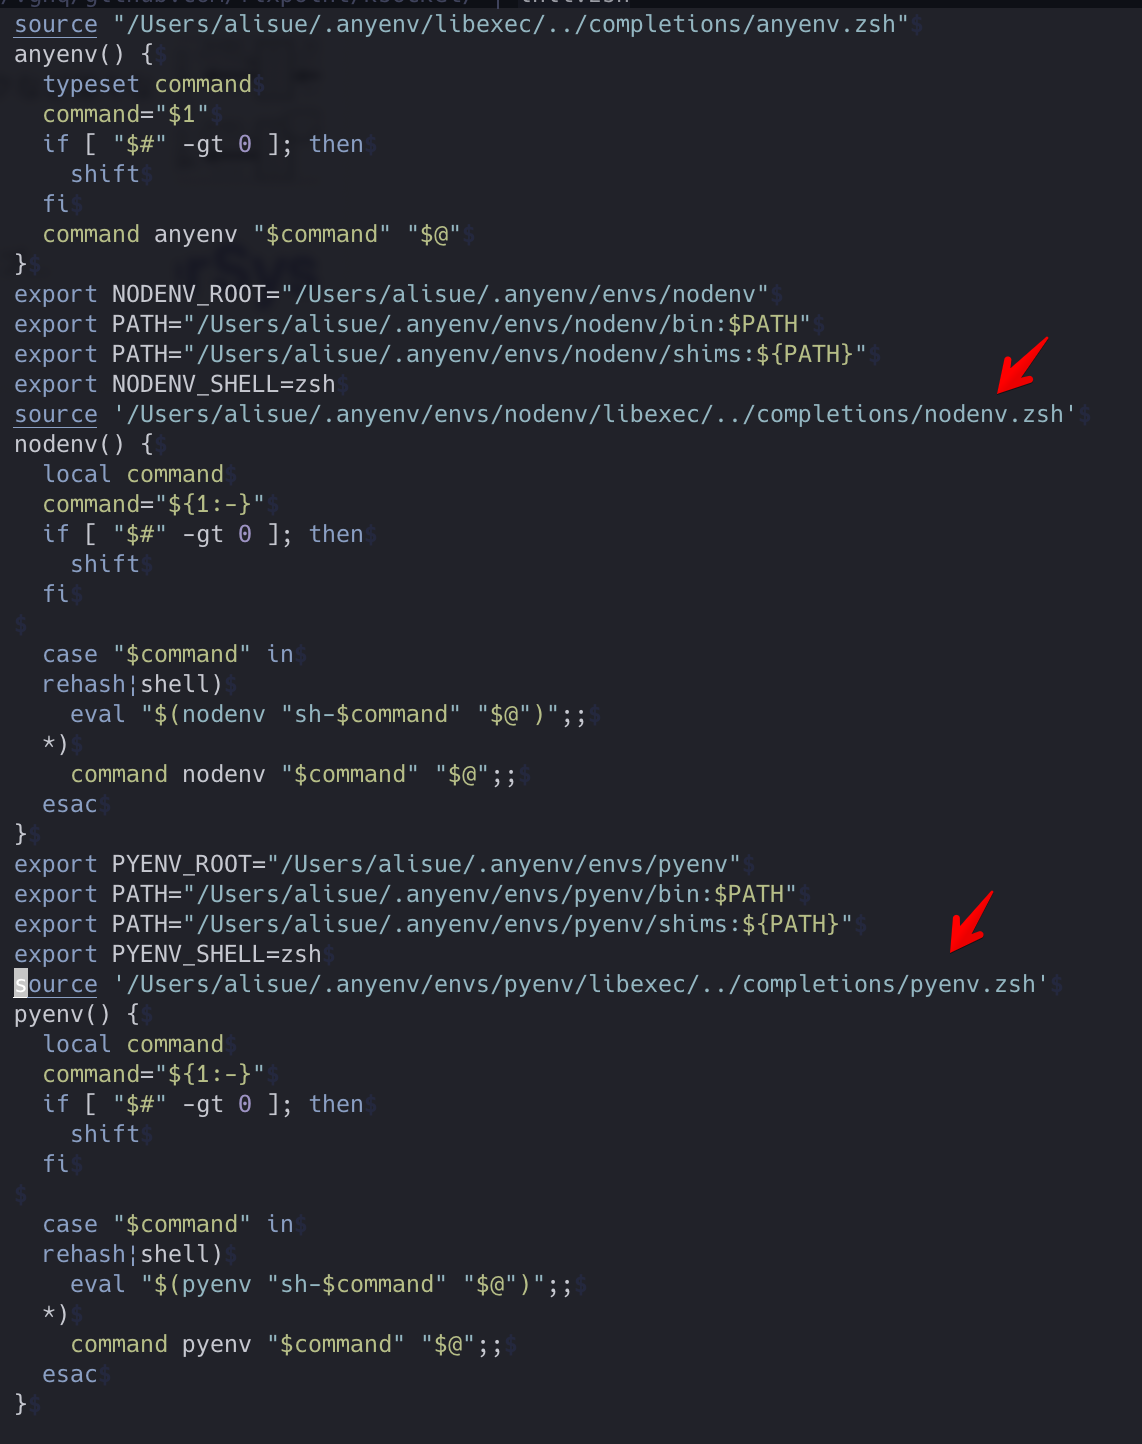 source "/Users/alisue/.anyenv/libexec/../completions/anyenv.zsh"$
anyenv() {$
  typeset command$
  command="$1"$
  if [ "$#" -gt 0 ]; then$
    shift$
  fi$
  command anyenv "$command" "$@"$
}$
export NODENV_ROOT="/Users/alisue/.anyenv/envs/nodenv"$
export PATH="/Users/alisue/.anyenv/envs/nodenv/bin:$PATH"$
export PATH="/Users/alisue/.anyenv/envs/nodenv/shims:${PATH}"$
export NODENV_SHELL=zsh$
source '/Users/alisue/.anyenv/envs/nodenv/libexec/../completions/nodenv.zsh'$
nodenv() {$
  local command$
  command="${1:-}"$
  if [ "$#" -gt 0 ]; then$
    shift$
  fi$
$
  case "$command" in$
  rehash¦shell)$
    eval "$(nodenv "sh-$command" "$@")";;$
  *)$
    command nodenv "$command" "$@";;$
  esac$
}$
export PYENV_ROOT="/Users/alisue/.anyenv/envs/pyenv"$
export PATH="/Users/alisue/.anyenv/envs/pyenv/bin:$PATH"$
export PATH="/Users/alisue/.anyenv/envs/pyenv/shims:${PATH}"$
export PYENV_SHELL=zsh$
source '/Users/alisue/.anyenv/envs/pyenv/libexec/../completions/pyenv.zsh'$
pyenv() {$
  local command$
  command="${1:-}"$
  if [ "$#" -gt 0 ]; then$
    shift$
  fi$
$
  case "$command" in$
  rehash¦shell)$
    eval "$(pyenv "sh-$command" "$@")";;$
  *)$
    command pyenv "$command" "$@";;$
  esac$
}$